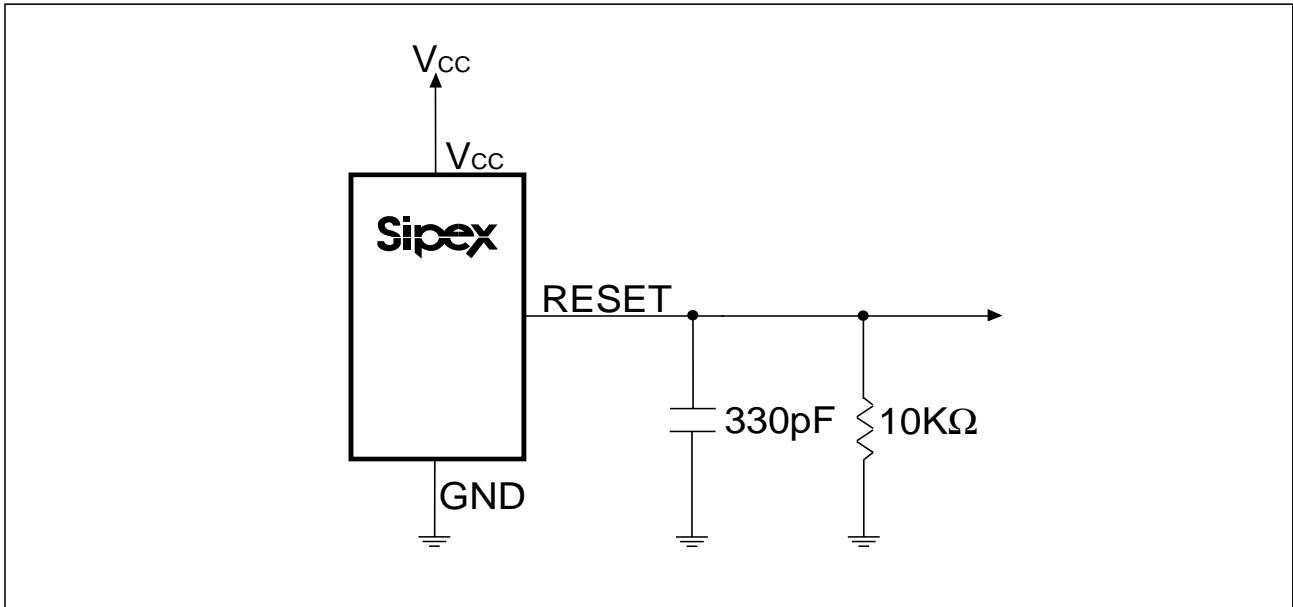 VCC
VCC
Sipex
RESET
330pF
10KΩ
GND